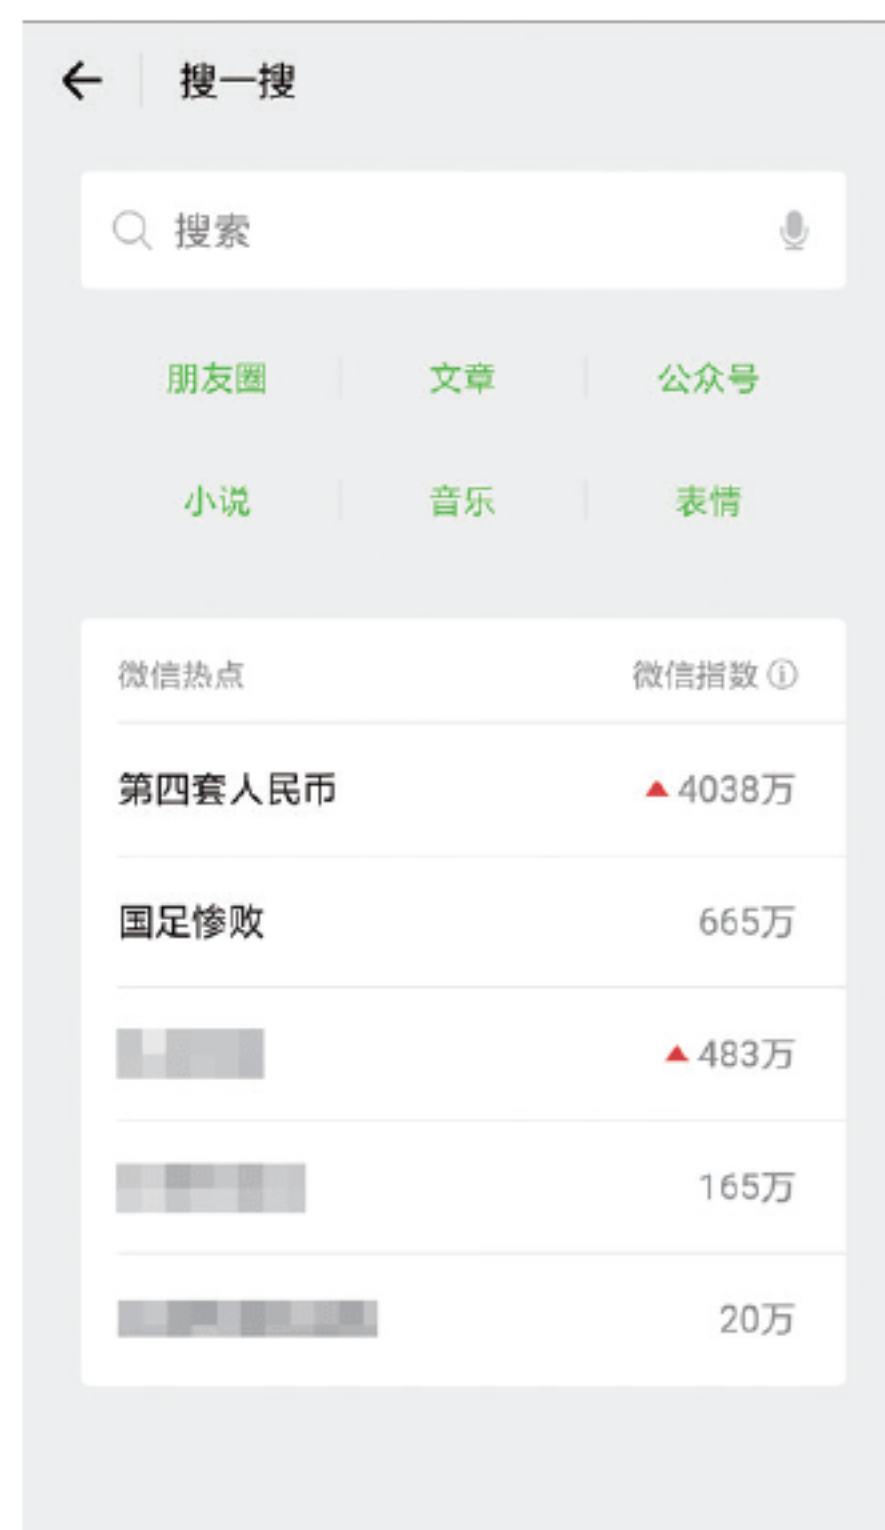 搜一搜
搜索
朋友圈 文章 公众号
小说 音乐 表情
微信热点 微信指数
第四套人民币 4038万
国足惨败 665万
483万
165万
20万